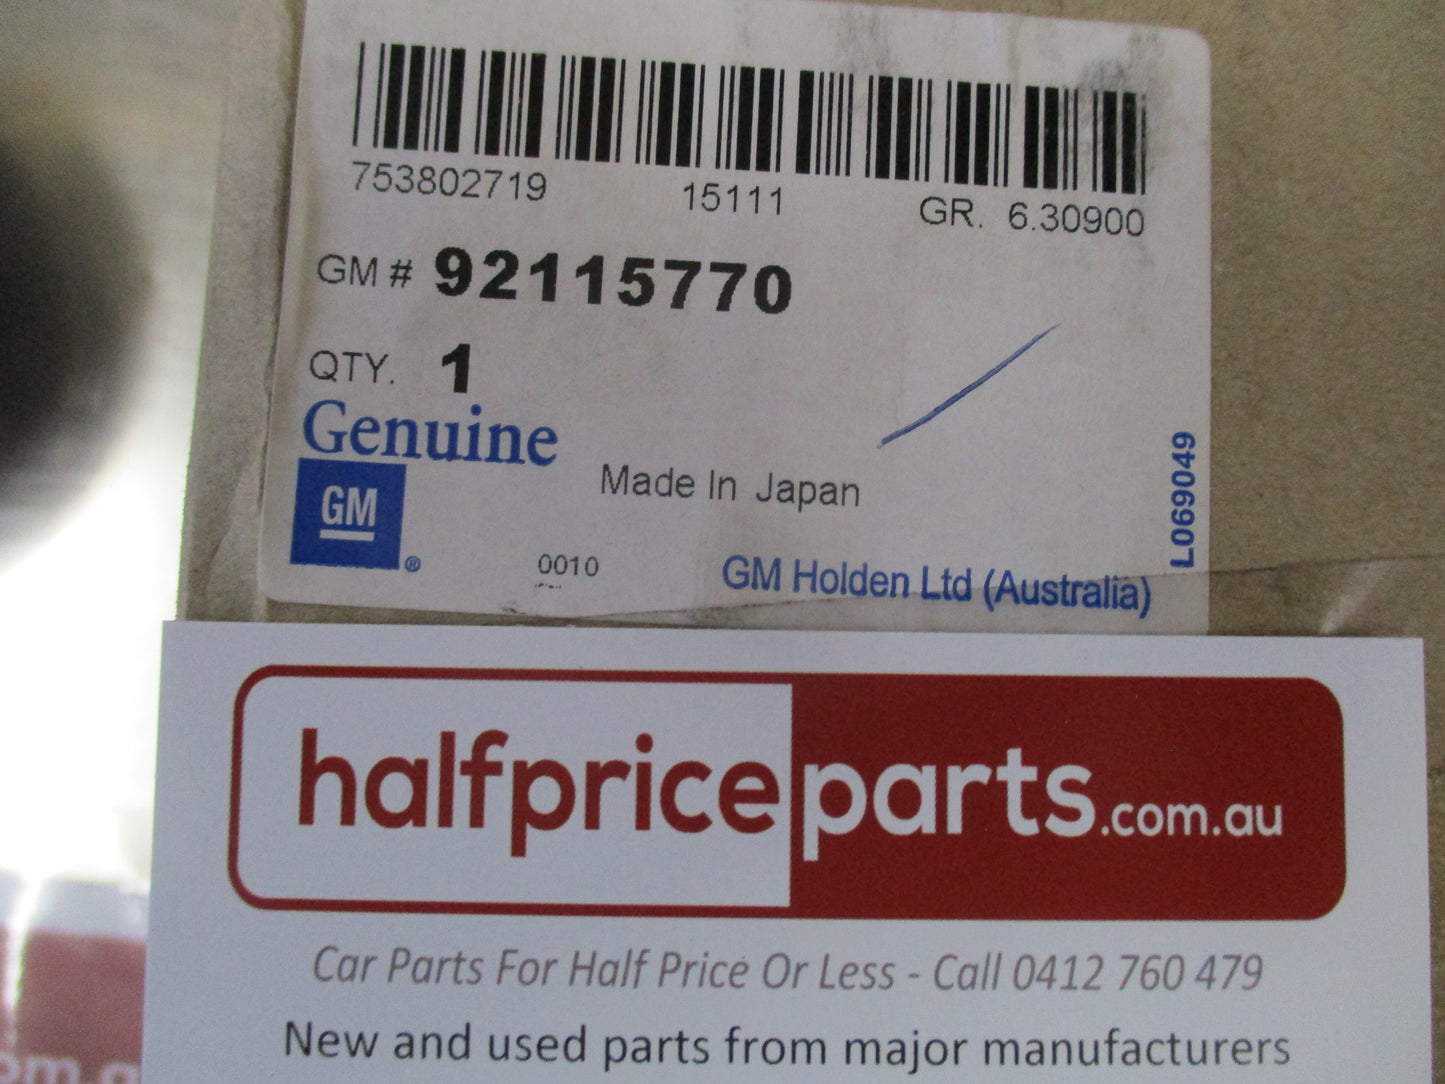 753802719 15111 GR. 6.30900
GM # 92115770
QTY. 1
Genuine
GM ®
Made In Japan
0010
GM Holden Ltd (Australia)
L069049
halfpriceparts.com.au
Car Parts For Half Price Or Less - Call 0412 760 479
New and used parts from major manufacturers